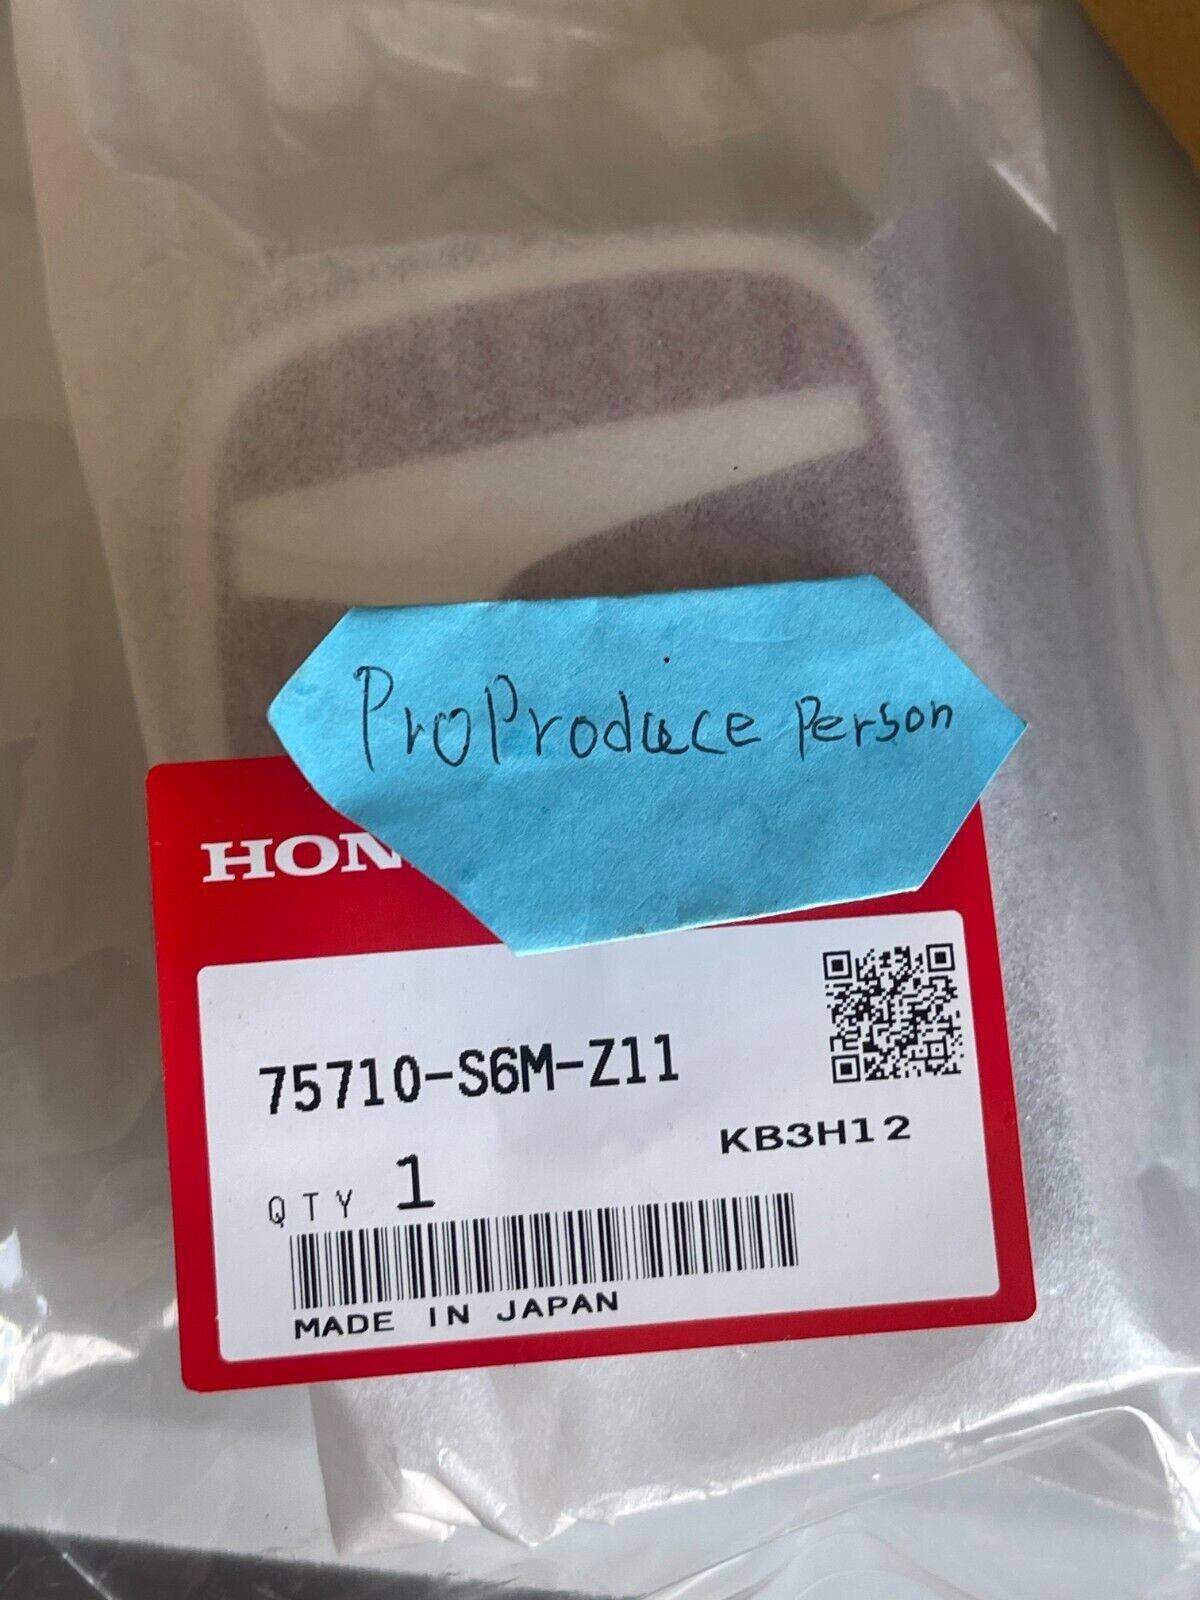 ProProduce Person
HON
75710-S6M-Z11
KB3H12
QTY 1
MADE IN JAPAN